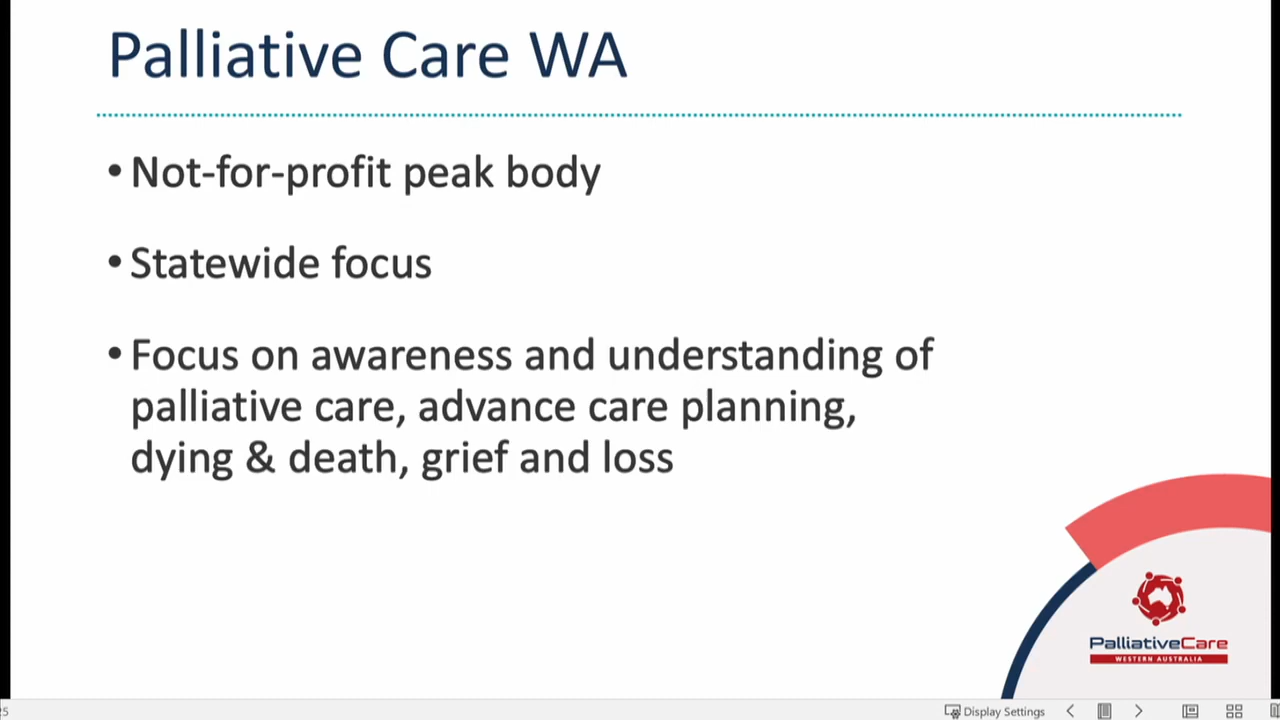 Palliative Care WA
• Not-for-profit peak body
• Statewide focus
• Focus on awareness and understanding of
palliative care, advance care planning,
dying & death, grief and loss
PalliativeCare
WESTERN AUSTRALIA
Display Settings